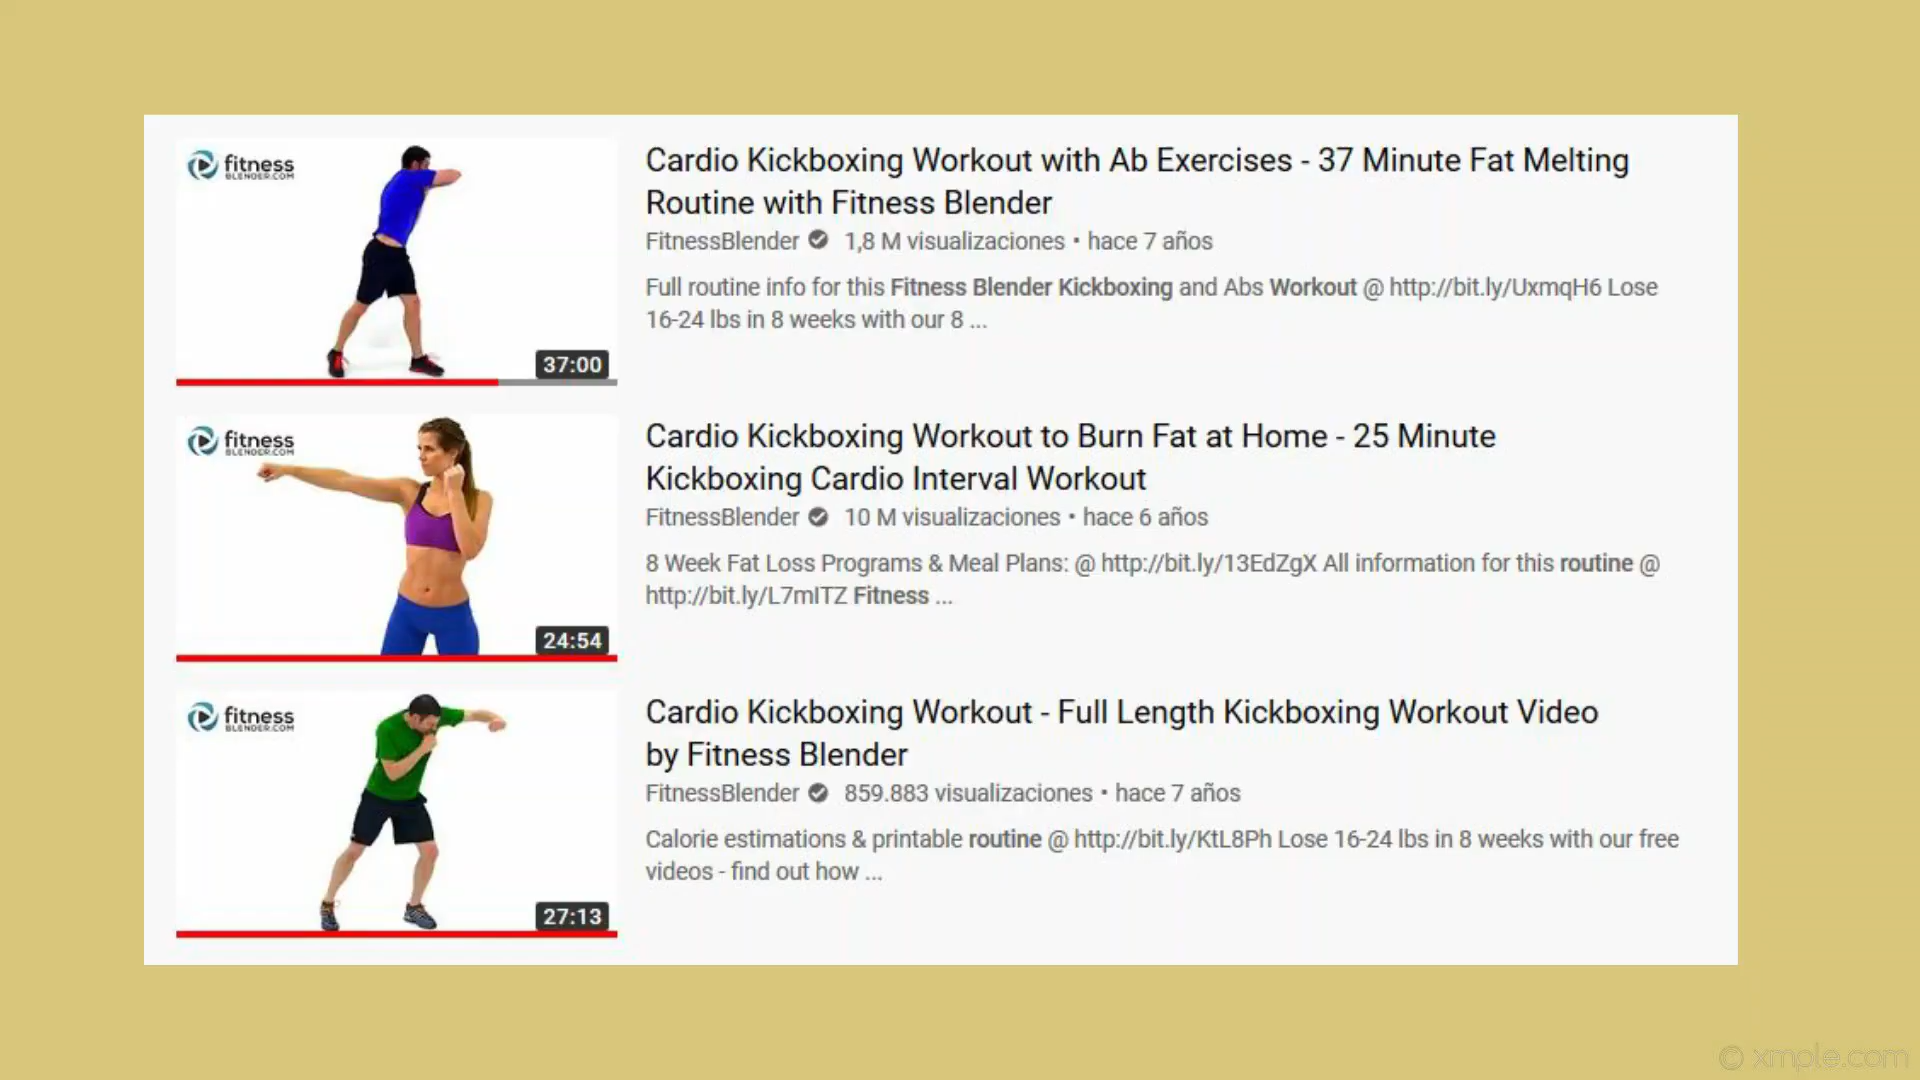 fitness
BLENDER.COM
37:00
Cardio Kickboxing Workout with Ab Exercises - 37 Minute Fat Melting
Routine with Fitness Blender
FitnessBlender 1,8 M visualizaciones • hace 7 años
Full routine info for this Fitness Blender Kickboxing and Abs Workout @ http://bit.ly/UxmqH6 Lose
16-24 lbs in 8 weeks with our 8 ...
fitness
BLENDER.COM
24:54
Cardio Kickboxing Workout to Burn Fat at Home - 25 Minute
Kickboxing Cardio Interval Workout
FitnessBlender 10 M visualizaciones • hace 6 años
8 Week Fat Loss Programs & Meal Plans: @ http://bit.ly/13EdZgX All information for this routine @
http://bit.ly/L7mITZ Fitness ...
fitness
BLENDER.COM
27:13
Cardio Kickboxing Workout - Full Length Kickboxing Workout Video
by Fitness Blender
FitnessBlender 859.883 visualizaciones • hace 7 años
Calorie estimations & printable routine @ http://bit.ly/KtL8Ph Lose 16-24 lbs in 8 weeks with our free
videos - find out how ...
© xmple.com